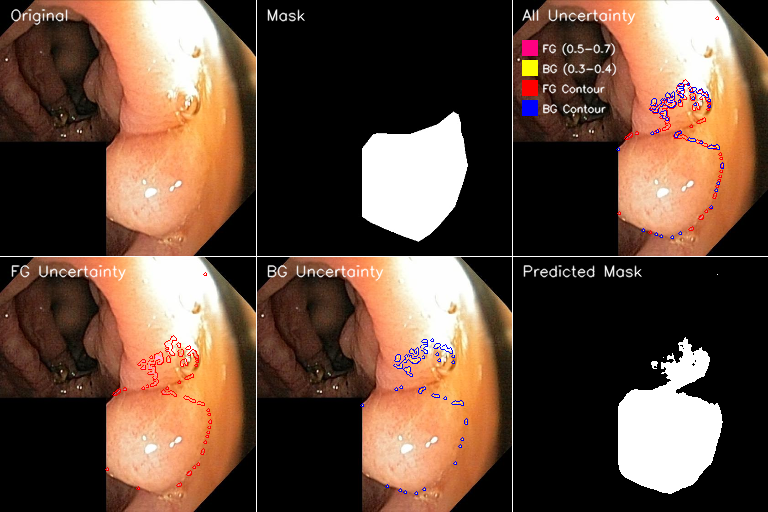 Original
Mask
All Uncertainty
FG (0.5-0.7)
BG (0.3-0.4)
FG Contour
BG Contour
FG Uncertainty
BG Uncertainty
Predicted Mask